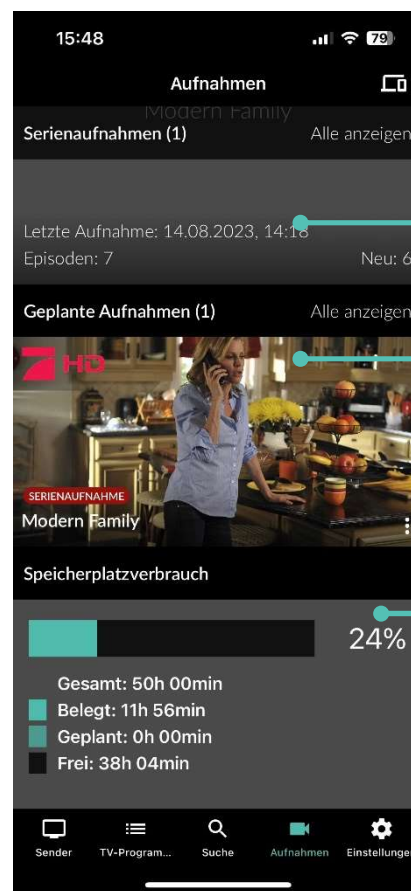 15:48
79
Aufnahmen
Modern Family
Serienaufnahmen (1)
Alle anzeigen
Letzte Aufnahme: 14.08.2023, 14:18
Episoden: 7
Neu: 6
Geplante Aufnahmen (1)
Alle anzeigen
HD
SERIENAUFNAHME
Modern Family
Speicherplatzverbrauch
24%
Gesamt: 50h 00min
Belegt: 11h 56min
Geplant: 0h 00min
Frei: 38h 04min
Sender
TV-Program...
Suche
Aufnahmen
Einstellunge